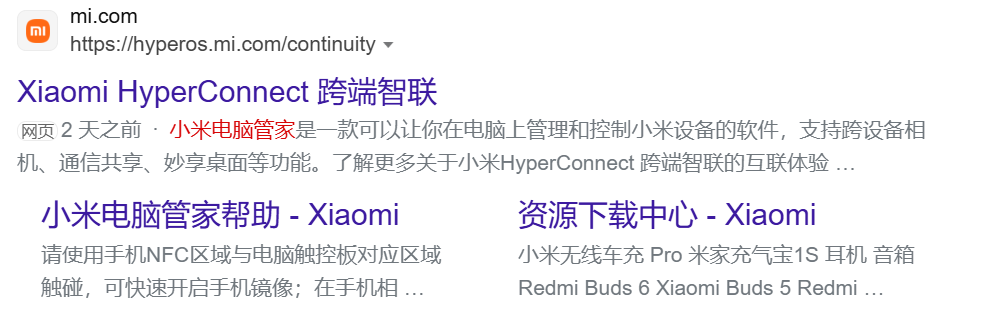 mi
mi.com
https://hyperos.mi.com/continuity
Xiaomi HyperConnect 跨端智联
网页 2 天之前 · 小米电脑管家是一款可以让你在电脑上管理和控制小米设备的软件，支持跨设备相
机、通信共享、妙享桌面等功能。了解更多关于小米HyperConnect 跨端智联的互联体验 …
小米电脑管家帮助 - Xiaomi
请使用手机NFC区域与电脑触控板对应区域
触碰，可快速开启手机镜像；在手机相 …
资源下载中心 - Xiaomi
小米无线车充 Pro 米家充气宝1S 耳机 音箱
Redmi Buds 6 Xiaomi Buds 5 Redmi …